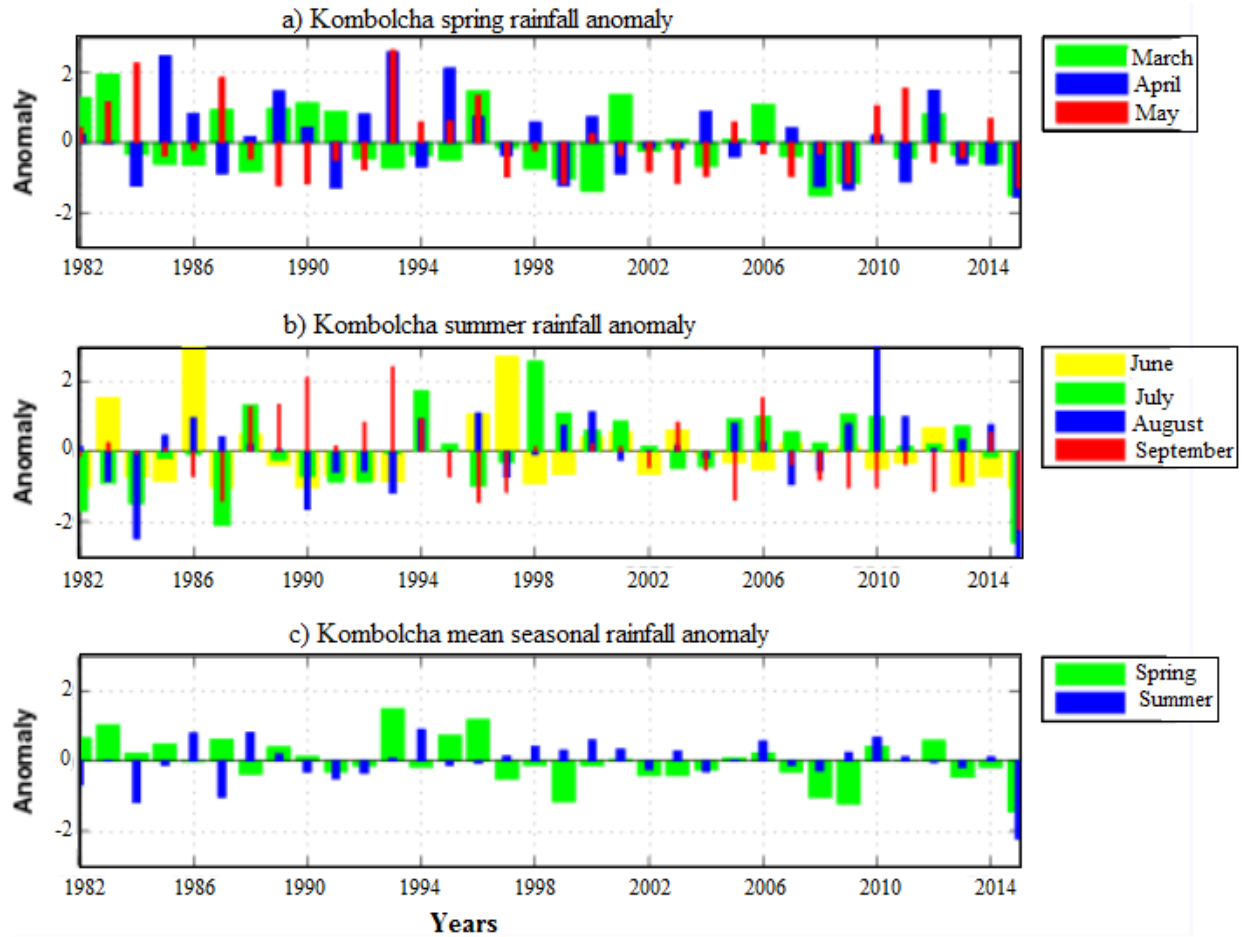 a) Kombolcha spring rainfall anomaly
Anomaly
2
0
-2
1982 1986 1990 1994 1998 2002 2006 2010 2014
March
April
May
b) Kombolcha summer rainfall anomaly
Anomaly
2
0
-2
1982 1986 1990 1994 1998 2002 2006 2010 2014
June
July
August
September
c) Kombolcha mean seasonal rainfall anomaly
Anomaly
2
0
-2
1982 1986 1990 1994 1998 2002 2006 2010 2014
Years
Spring
Summer